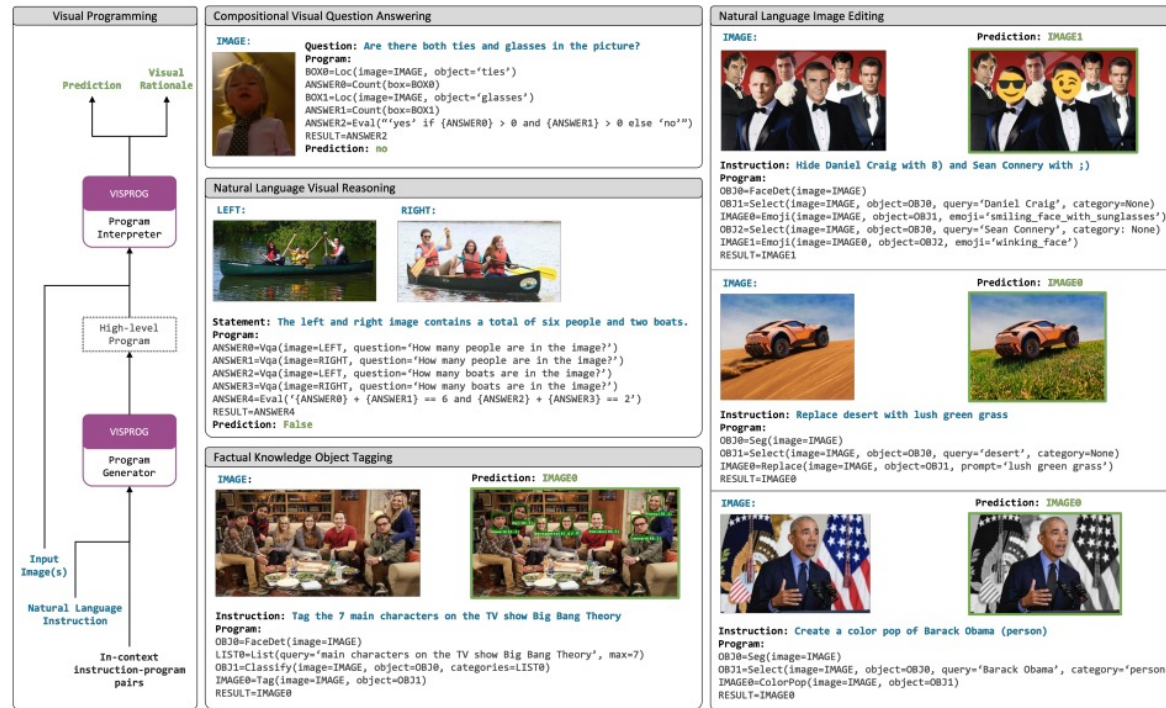 Visual Programming
Prediction
Visual
Rationale
VISPROG
Program
Interpreter
High-level
Program
VISPROG
Program
Generator
Input
Image(s)
Natural Language
Instruction
In-context
instruction-program
pairs
Compositional Visual Question Answering
IMAGE:
Question: Are there both ties and glasses in the picture?
Program:
BOX0=Loc(image=IMAGE, object=‘ties’)
ANSWER0=Count(box=BOX0)
BOX1=Loc(image=IMAGE, object=‘glasses’)
ANSWER1=Count(box=BOX1)
ANSWER2=Eval(“‘yes’ if {ANSWER0} > 0 and {ANSWER1} > 0 else ‘no’”)
RESULT=ANSWER2
Prediction: no
Natural Language Visual Reasoning
LEFT:
RIGHT:
Statement: The left and right image contains a total of six people and two boats.
Program:
ANSWER0=Vqa(image=LEFT, question=‘How many people are in the image?’)
ANSWER1=Vqa(image=RIGHT, question=‘How many people are in the image?’)
ANSWER2=Vqa(image=LEFT, question=‘How many boats are in the image?’)
ANSWER3=Vqa(image=RIGHT, question=‘How many boats are in the image?’)
ANSWER4=Eval(‘{ANSWER0} + {ANSWER1} == 6 and {ANSWER2} + {ANSWER3} == 2’)
RESULT=ANSWER4
Prediction: False
Factual Knowledge Object Tagging
IMAGE:
Prediction: IMAGE0
Instruction: Tag the 7 main characters on the TV show Big Bang Theory
Program:
OBJ0=FaceDet(image=IMAGE)
LIST0=List(query=‘main characters on the TV show Big Bang Theory’, max=7)
OBJ1=Classify(image=IMAGE, object=OBJ0, categories=LIST0)
IMAGE0=Tag(image=IMAGE, object=OBJ1)
RESULT=IMAGE0
Natural Language Image Editing
IMAGE:
Prediction: IMAGE1
Instruction: Hide Daniel Craig with 8) and Sean Connery with ;)
Program:
OBJ0=FaceDet(image=IMAGE)
OBJ1=Select(image=IMAGE, object=OBJ0, query=‘Daniel Craig’, category=None)
IMAGE0=Emoji(image=IMAGE, object=OBJ1, emoji=‘smiling_face_with_sunglasses’)
OBJ2=Select(image=IMAGE, object=OBJ0, query=‘Sean Connery’, category: None)
IMAGE1=Emoji(image=IMAGE0, object=OBJ2, emoji=‘winking_face’)
RESULT=IMAGE1
IMAGE:
Prediction: IMAGE0
Instruction: Replace desert with lush green grass
Program:
OBJ0=Seg(image=IMAGE)
OBJ1=Select(image=IMAGE, object=OBJ0, query=‘desert’, category=None)
IMAGE0=Replace(image=IMAGE, object=OBJ1, prompt=‘lush green grass’)
RESULT=IMAGE0
IMAGE:
Prediction: IMAGE0
Instruction: Create a color pop of Barack Obama (person)
Program:
OBJ0=Seg(image=IMAGE)
OBJ1=Select(image=IMAGE, object=OBJ0, query=‘Barack Obama’, category=‘person
IMAGE0=ColorPop(image=IMAGE, object=OBJ1)
RESULT=IMAGE0